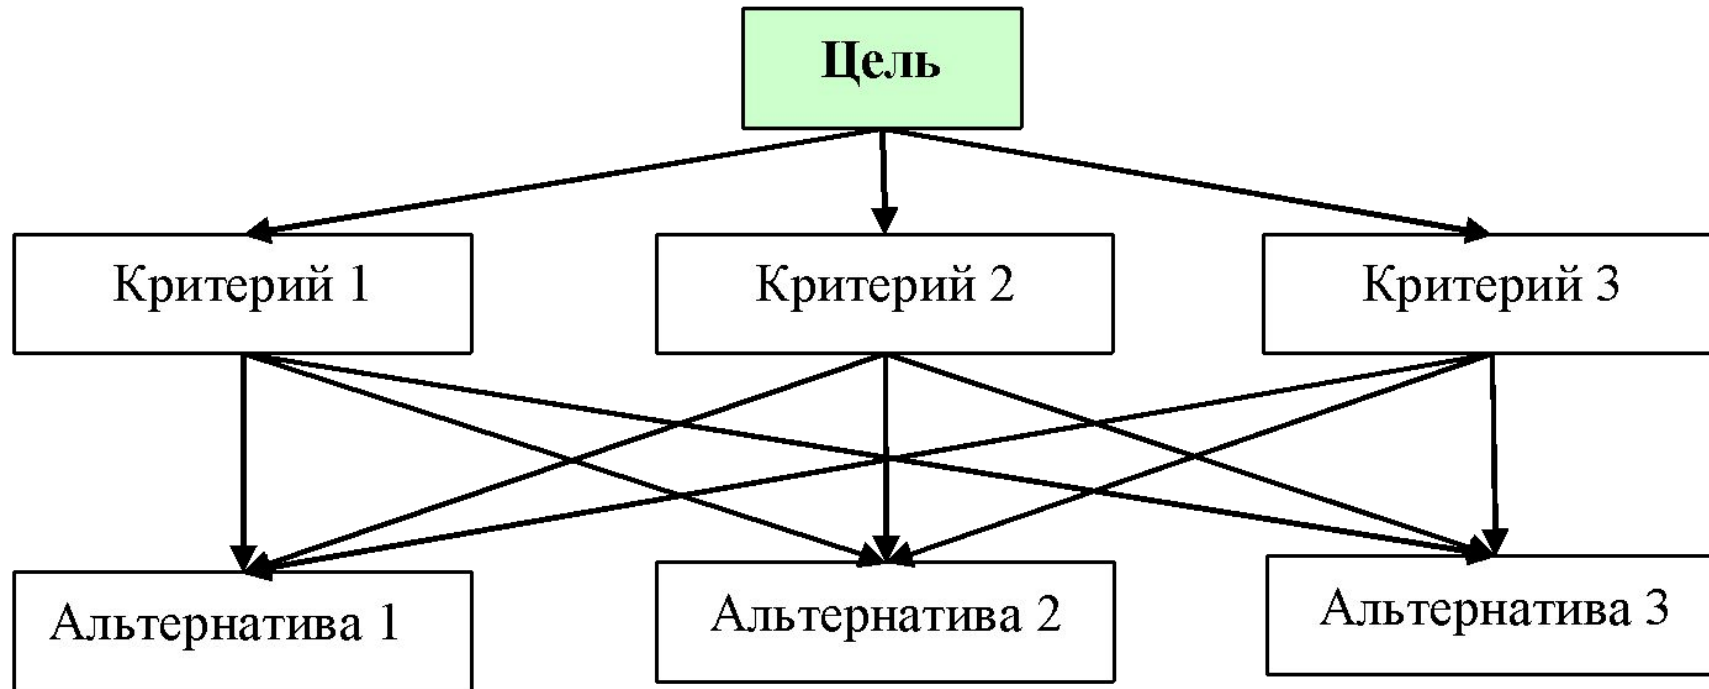 Цель
Критерий 1
Критерий 2
Критерий 3
Альтернатива 1
Альтернатива 2
Альтернатива 3